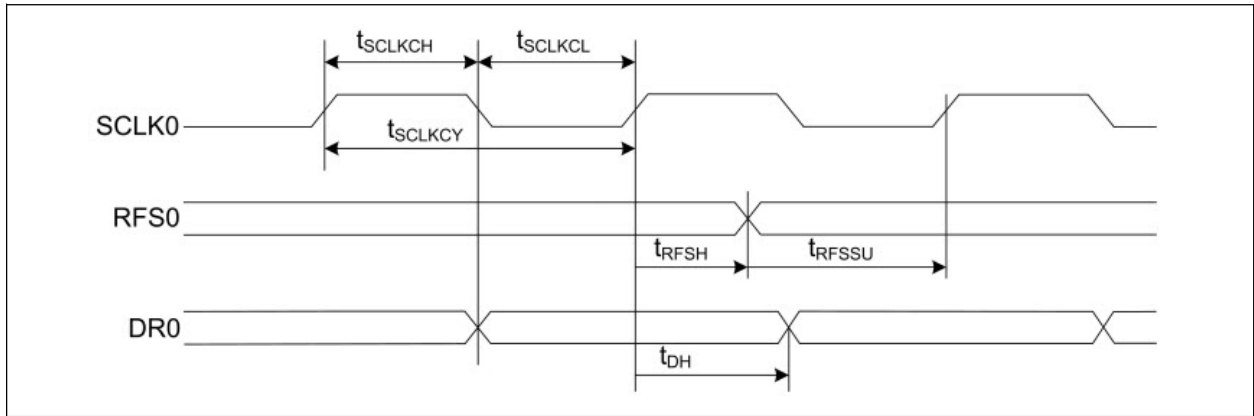 tSCLKCH
tSCLKCL
SCLK0
tSCLKCY
RFS0
tRFSH
tRFSSU
DR0
tDH